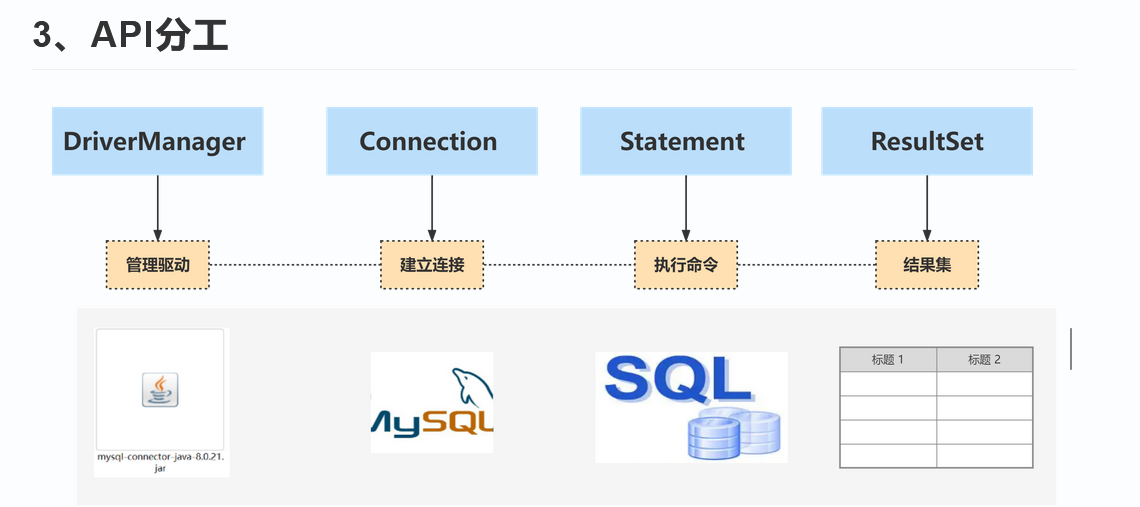 3、API分工
DriverManager
Connection
Statement
ResultSet
管理驱动
建立连接
执行命令
结果集
mysql-connector-java-8.0.21.
jar
MySQL
SQL
标题 1
标题 2